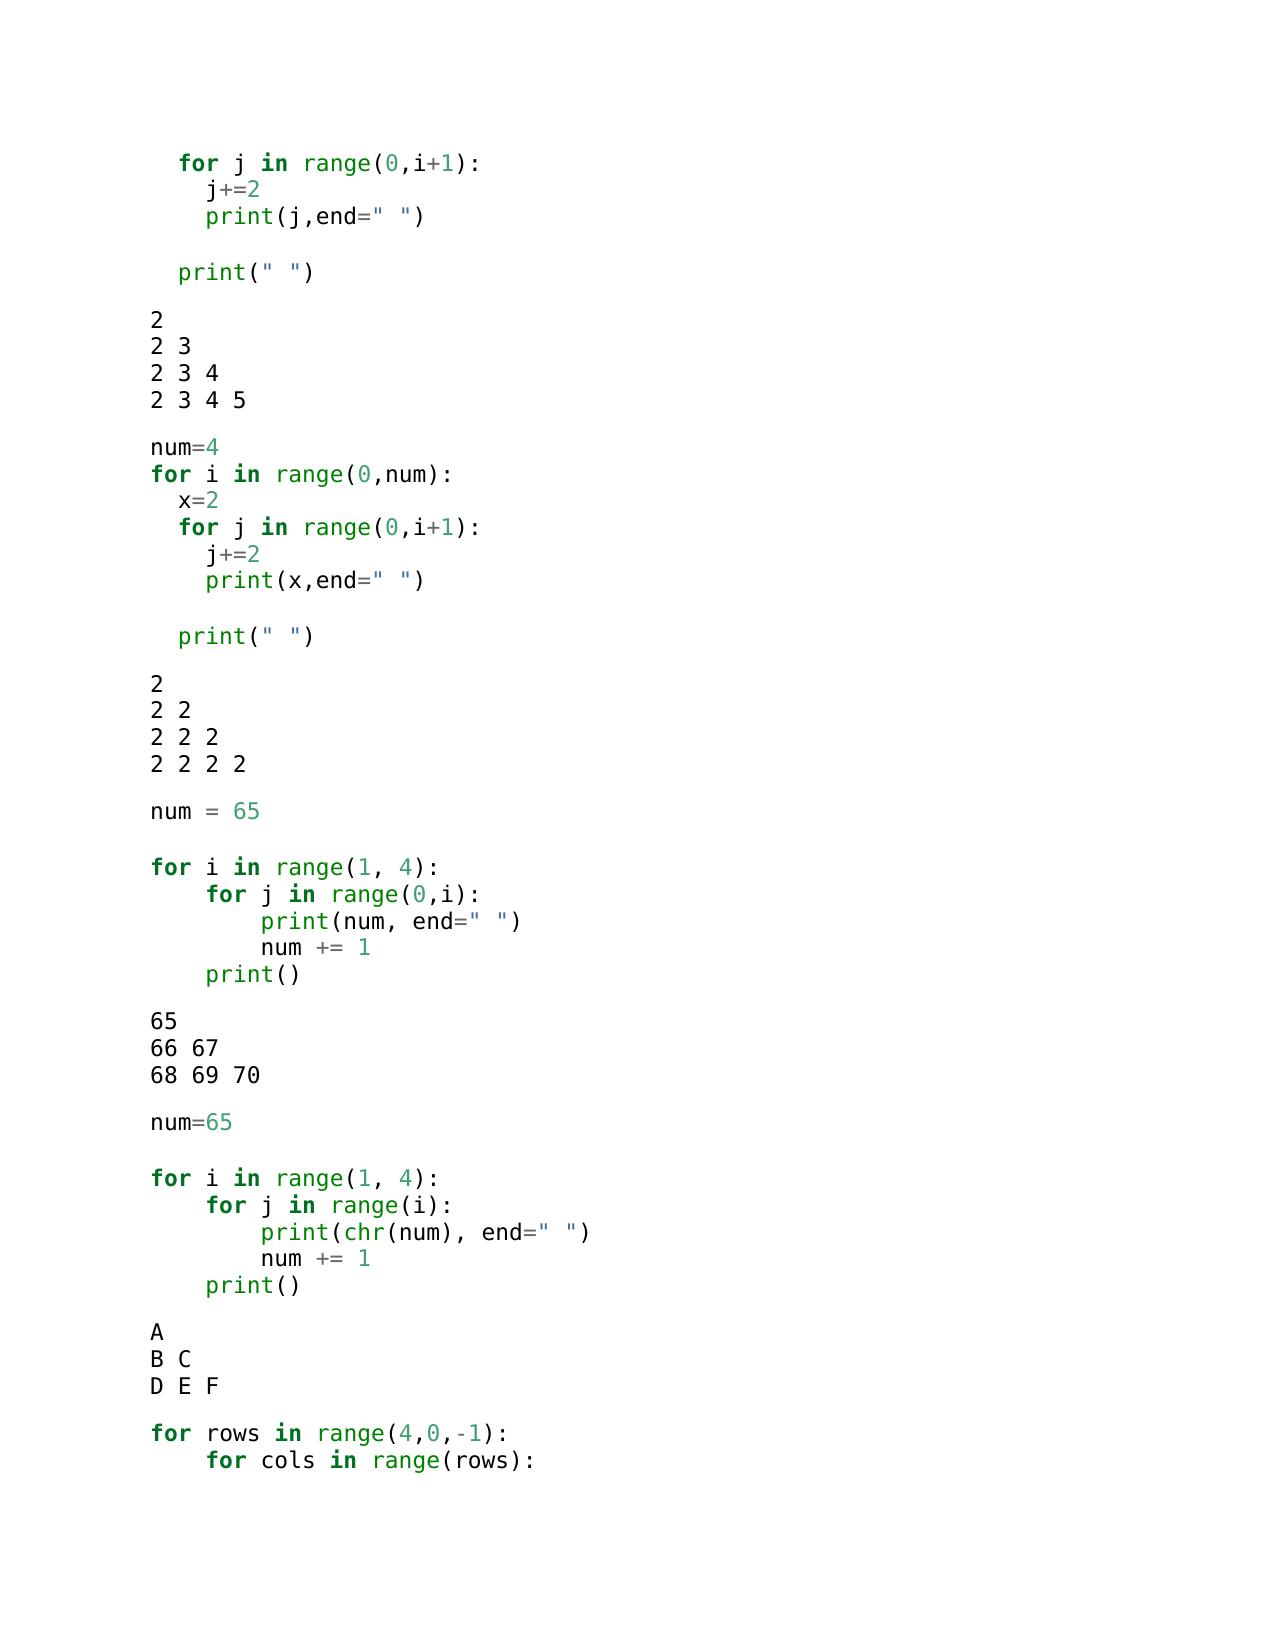 for j in range(0,i+1):
    j+=2
    print(j,end=" ")

  print(" ")

2
2 3
2 3 4
2 3 4 5

num=4
for i in range(0,num):
  x=2
  for j in range(0,i+1):
    j+=2
    print(x,end=" ")

  print(" ")

2
2 2
2 2 2
2 2 2 2

num = 65

for i in range(1, 4):
    for j in range(0,i):
        print(num, end=" ")
        num += 1
    print()

65
66 67
68 69 70

num=65

for i in range(1, 4):
    for j in range(i):
        print(chr(num), end=" ")
        num += 1
    print()

A
B C
D E F

for rows in range(4,0,-1):
    for cols in range(rows):